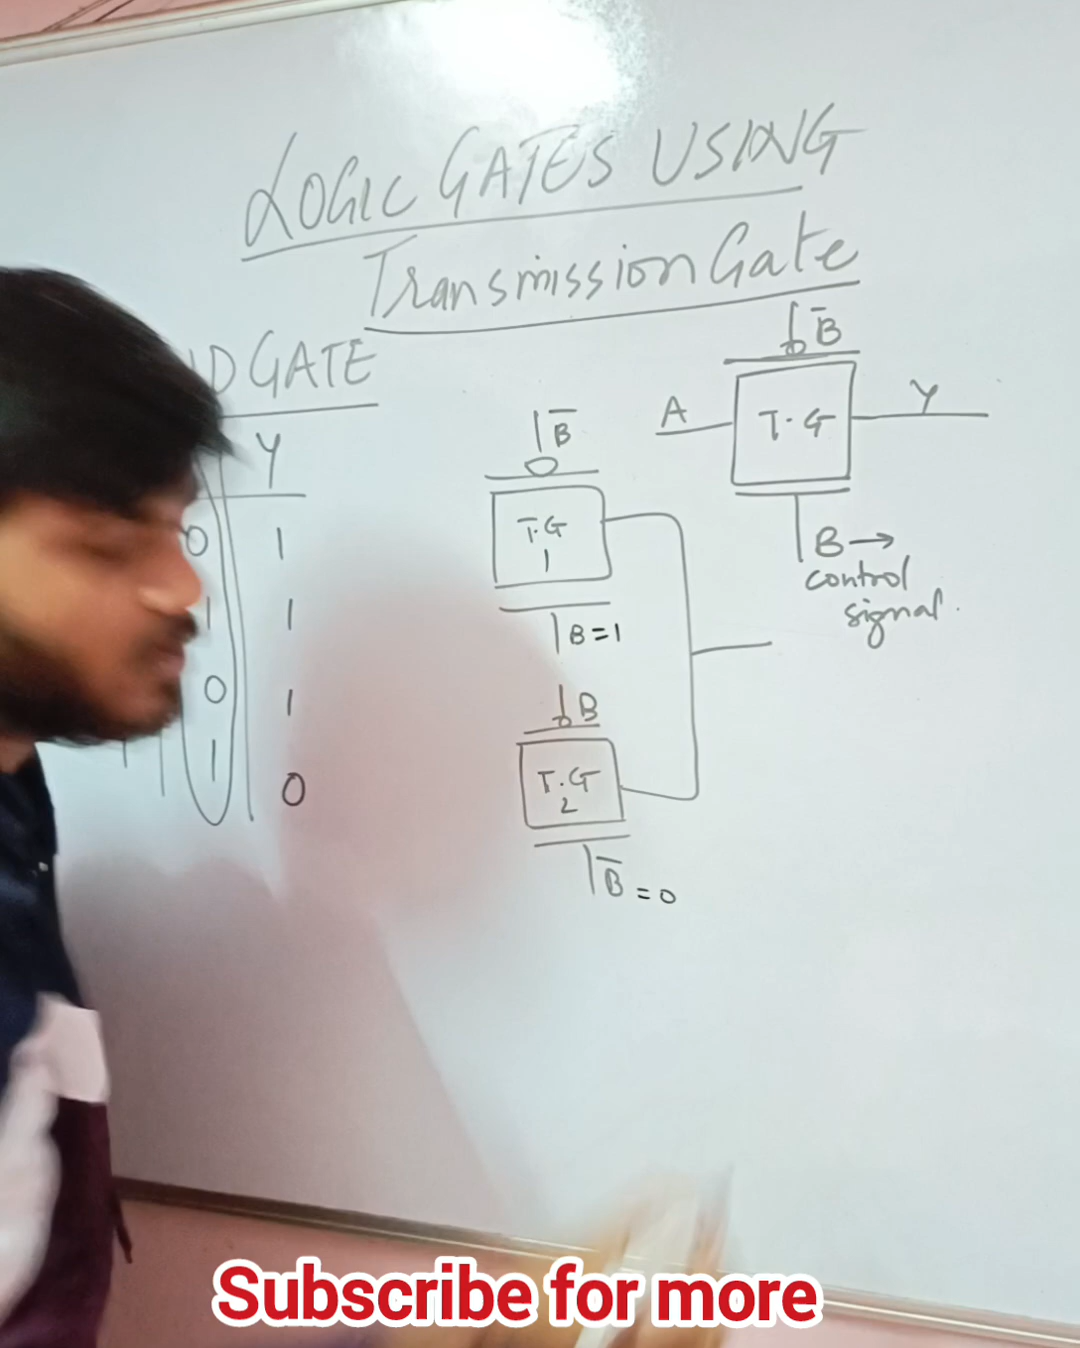 LOGIC GATES USING
Transmission Gate
D GATE
Y
0 1
1 1
0 1
1 0
B̅
T.G
1
B=1
B
T.G
2
B̅ = 0
B̅
A T.G Y
B →
control
signal.
Subscribe for more